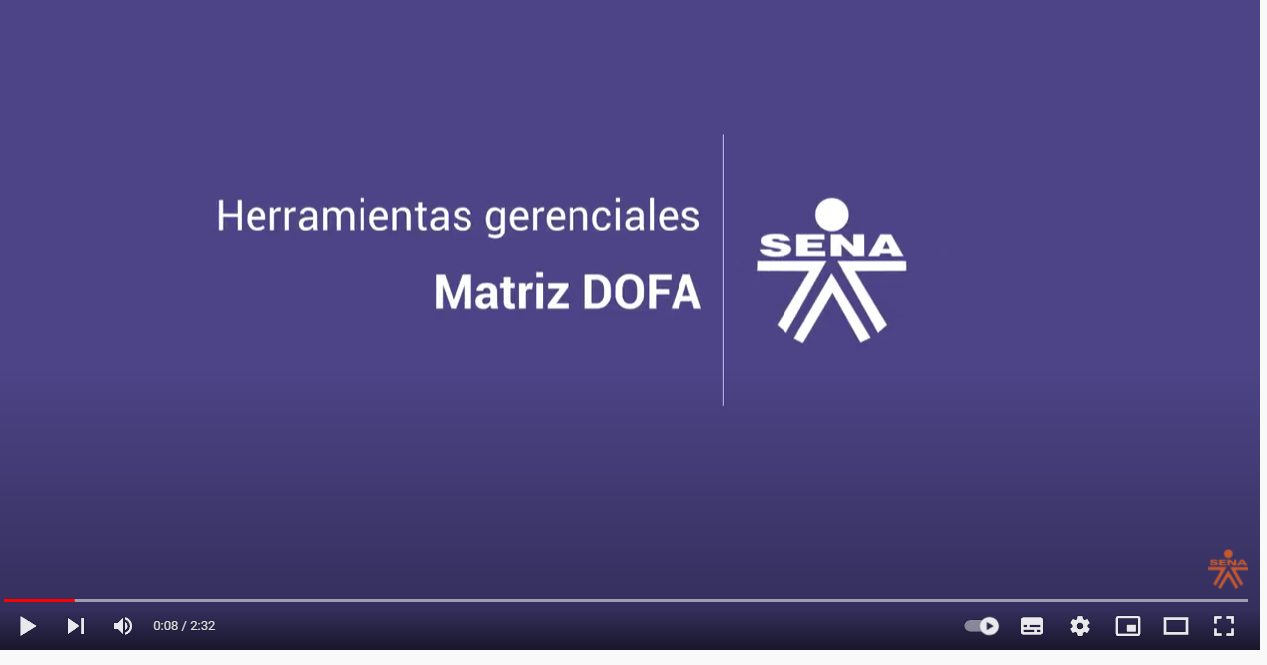 Herramientas gerenciales
Matriz DOFA
SENA
SENA
0:08 / 2:32